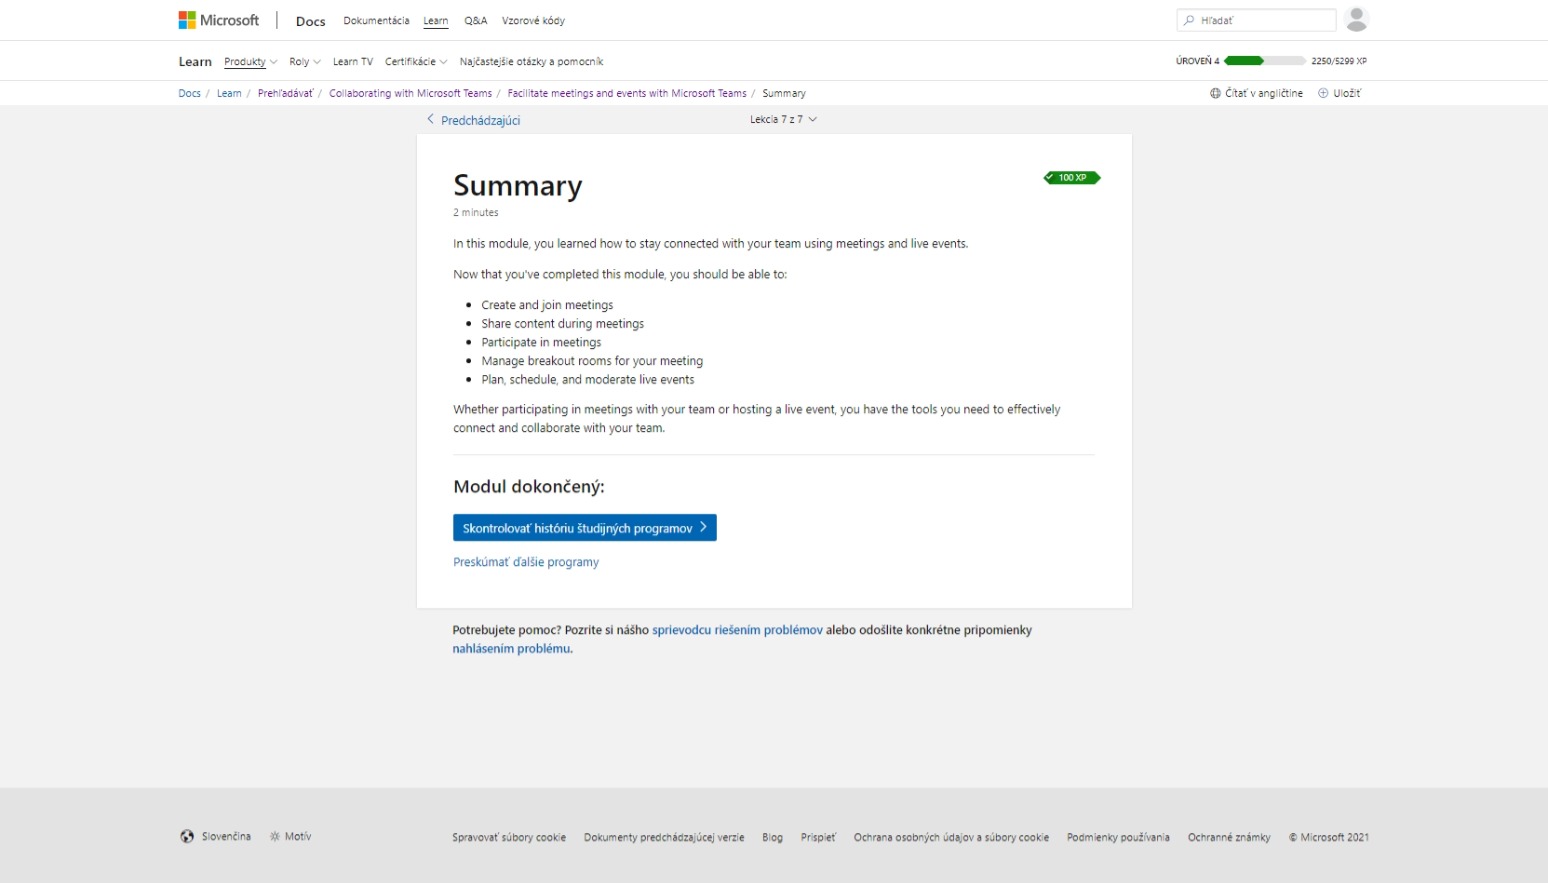 Microsoft
Docs
Dokumentácia
Learn
Q&A
Vzorové kódy
Hľadať
Learn
Produkty
Roly
Learn TV
Certifikácie
Najčastejšie otázky a pomocník
ÚROVEŇ 4
2250/5299 XP
Docs / Learn / Prehľadávať / Collaborating with Microsoft Teams / Facilitate meetings and events with Microsoft Teams / Summary
Čítať v angličtine
Uložiť
Predchádzajúci
Lekcia 7 z 7
Summary
100 XP
2 minutes
In this module, you learned how to stay connected with your team using meetings and live events.
Now that you've completed this module, you should be able to:
Create and join meetings
Share content during meetings
Participate in meetings
Manage breakout rooms for your meeting
Plan, schedule, and moderate live events
Whether participating in meetings with your team or hosting a live event, you have the tools you need to effectively
connect and collaborate with your team.
Modul dokončený:
Skontrolovať históriu študijných programov
Preskúmať ďalšie programy
Potrebujete pomoc? Pozrite si nášho sprievodcu riešením problémov alebo odošlite konkrétne pripomienky
nahlásením problému.
Slovenčina
Motív
Spravovať súbory cookie
Dokumenty predchádzajúcej verzie
Blog
Prispieť
Ochrana osobných údajov a súbory cookie
Podmienky používania
Ochranné známky
© Microsoft 2021